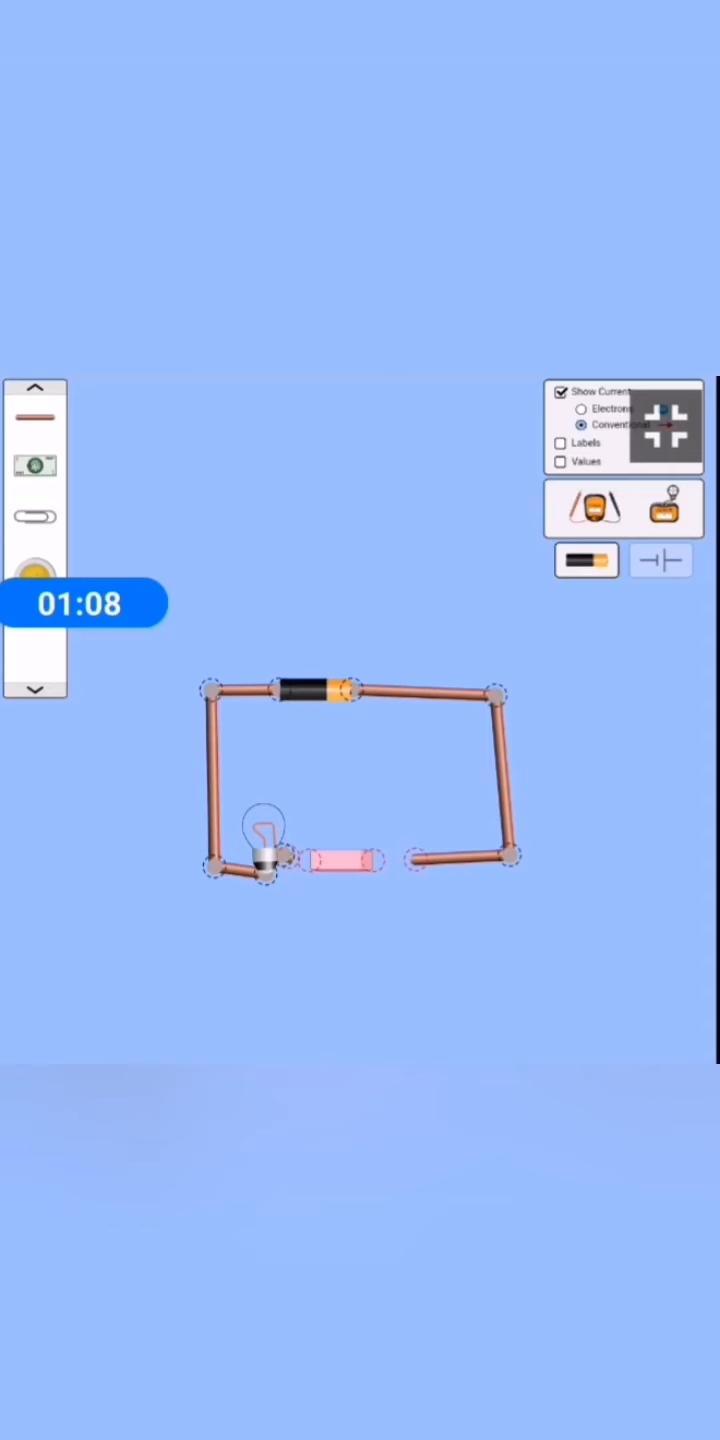 Show Current
Electrons
Conventional
Labels
Values
01:08